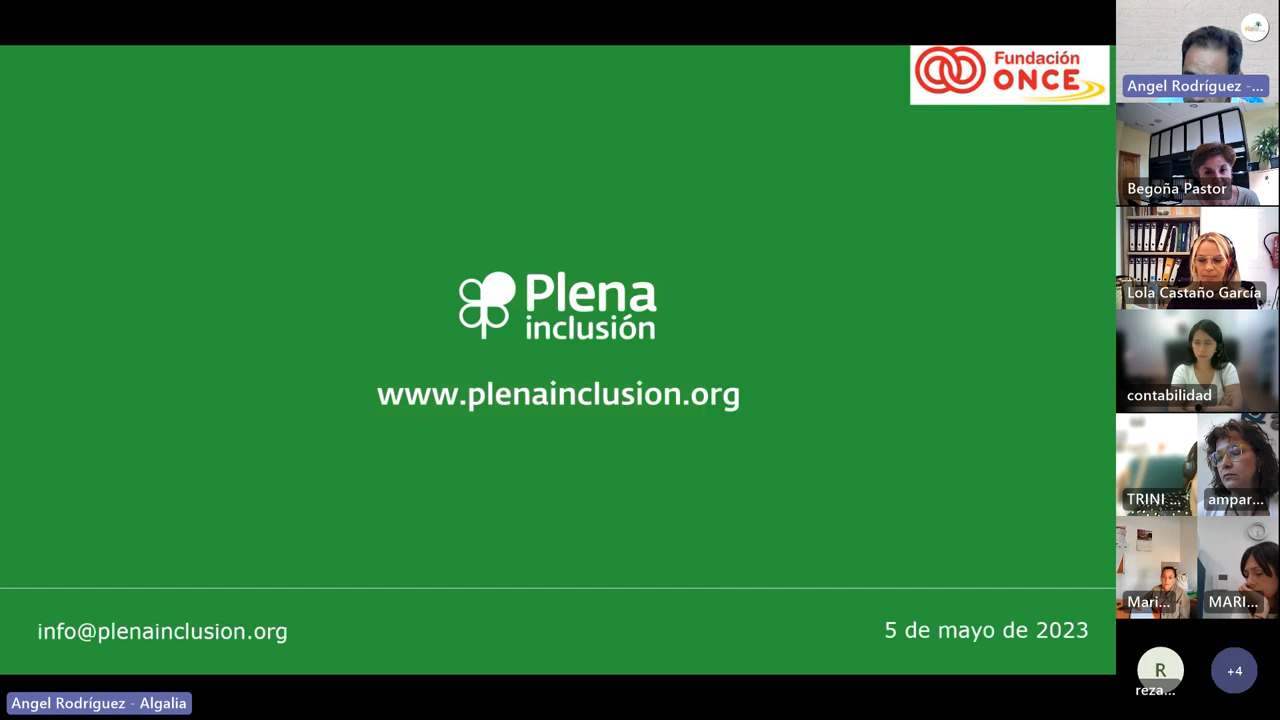 Fundación
ONCE
Plena
inclusión
www.plenainclusion.org
info@plenainclusion.org
5 de mayo de 2023
Angel Rodríguez - Algalia
Angel Rodríguez -...
Begoña Pastor
Lola Castaño García
contabilidad
TRINI ...
ampar...
Mari...
MARI...
R
reza...
+4